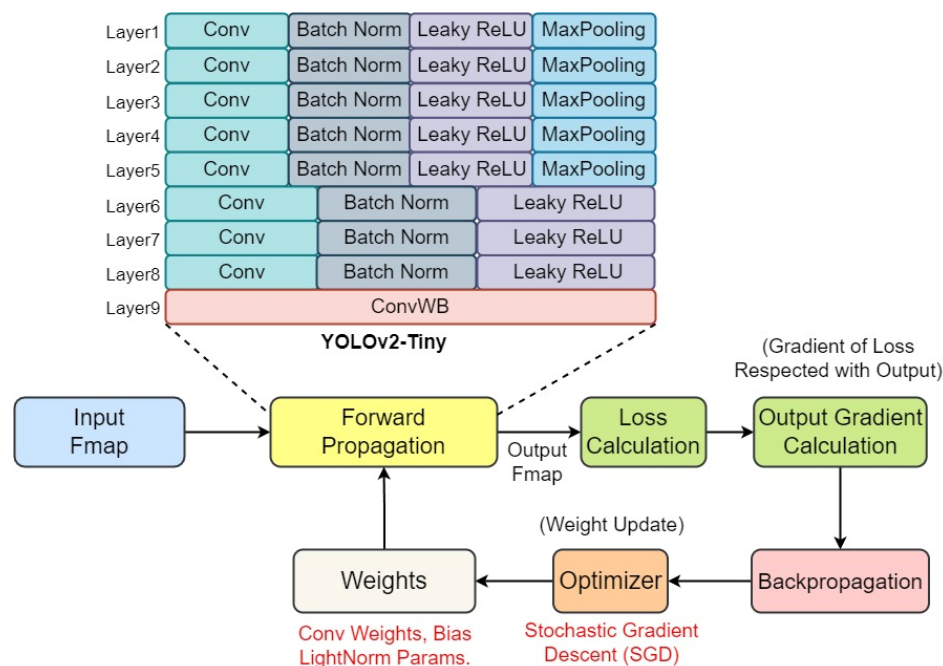 Layer1 Conv Batch Norm Leaky ReLU MaxPooling
Layer2 Conv Batch Norm Leaky ReLU MaxPooling
Layer3 Conv Batch Norm Leaky ReLU MaxPooling
Layer4 Conv Batch Norm Leaky ReLU MaxPooling
Layer5 Conv Batch Norm Leaky ReLU MaxPooling
Layer6 Conv Batch Norm Leaky ReLU
Layer7 Conv Batch Norm Leaky ReLU
Layer8 Conv Batch Norm Leaky ReLU
Layer9 ConvWB
YOLOv2-Tiny
(Gradient of Loss
Respected with Output)
Input
Fmap
Forward
Propagation
Output
Fmap
Loss
Calculation
Output Gradient
Calculation
(Weight Update)
Weights
Optimizer
Backpropagation
Conv Weights, Bias
LightNorm Params.
Stochastic Gradient
Descent (SGD)